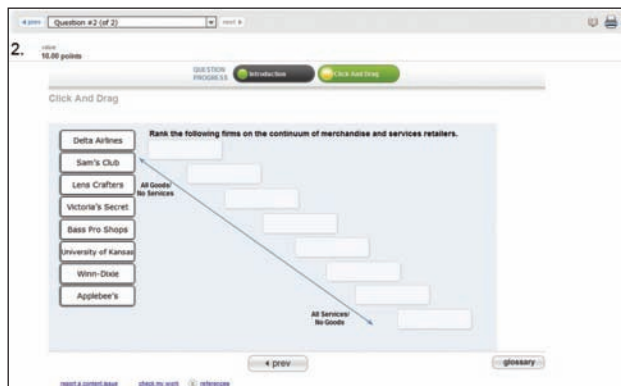 prev Question #2 (of 2) next
2.
value
10.00 points
QUESTION
PROGRESS Introduction Click And Drag
Click And Drag
Rank the following firms on the continuum of merchandise and services retailers.
Delta Airlines
Sam's Club
Lens Crafters
Victoria's Secret
Bass Pro Shops
University of Kansas
Winn-Dixie
Applebee's
All Goods/
No Services
All Services/
No Goods
prev
glossary
report a content issue check my work references